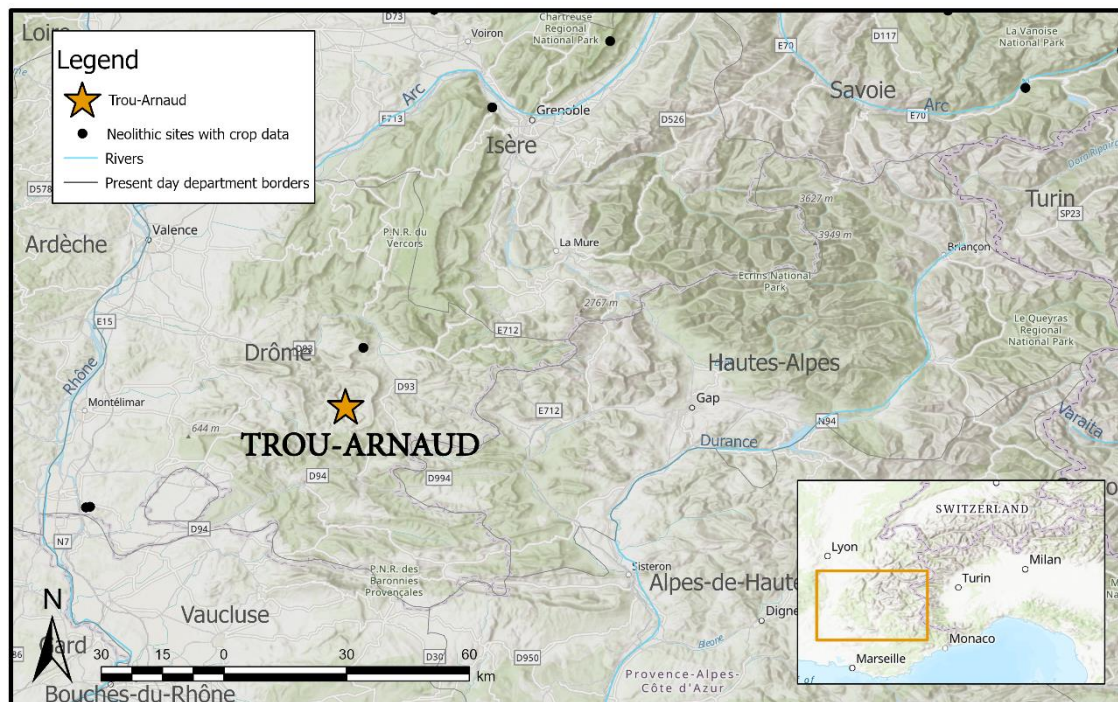 Legend
Trou-Arnaud
Neolithic sites with crop data
Rivers
Present day department borders
Loire
D73
Voiron
Chartreuse
Regional
National Park
E70
D117
La Vanoise
National Park
Savoie
Arc
Arc
E713
Grenoble
D526
E70
Isère
Dora Riparia
D578
Turin
SP23
Ardèche
Valence
P.N.R. du
Vercors
La Mure
3627 m
3949 m
Briançon
Ecrins National
Park
2767 m
E15
Rhône
E712
Le Queyras
Regional
National Park
Drôme
D93
D93
Hautes-Alpes
Montélimar
644 m
E712
Gap
N94
Varaita
TROU-ARNAUD
Durance
D94
D994
D94
N7
SWITZERLAND
Lyon
Milan
Turin
Monaco
Marseille
P.N.R. des
Baronnies
Provençales
Sisteron
Alpes-de-Haute
Digne
Vaucluse
N
Gard
86
Bléone
30 0 30 60
km
D30
D950
Provence-Alpes-
Côte d'Azur
Bouches-du-Rhône